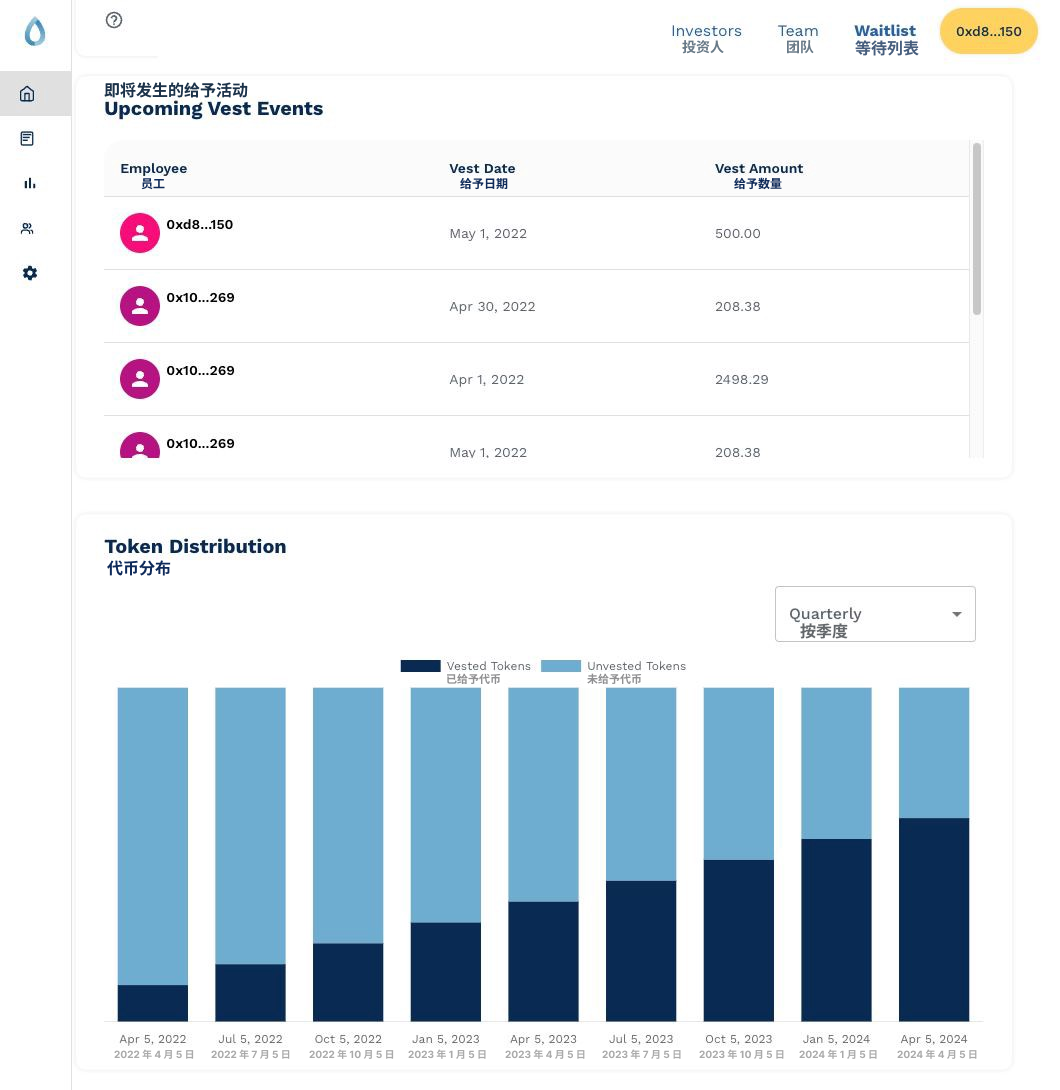 Investors
投资人
Team
团队
Waitlist
等待列表
0xd8...150
即将发生的给予活动
Upcoming Vest Events
Employee
员工
Vest Date
给予日期
Vest Amount
给予数量
0xd8...150
May 1, 2022
500.00
0x10...269
Apr 30, 2022
208.38
0x10...269
Apr 1, 2022
2498.29
0x10...269
May 1, 2022
208.38
Token Distribution
代币分布
Quarterly
按季度
Vested Tokens
已给予代币
Unvested Tokens
未给予代币
Apr 5, 2022
2022 年 4 月 5 日
Jul 5, 2022
2022 年 7 月 5 日
Oct 5, 2022
2022 年 10 月 5 日
Jan 5, 2023
2023 年 1 月 5 日
Apr 5, 2023
2023 年 4 月 5 日
Jul 5, 2023
2023 年 7 月 5 日
Oct 5, 2023
2023 年 10 月 5 日
Jan 5, 2024
2024 年 1 月 5 日
Apr 5, 2024
2024 年 4 月 5 日